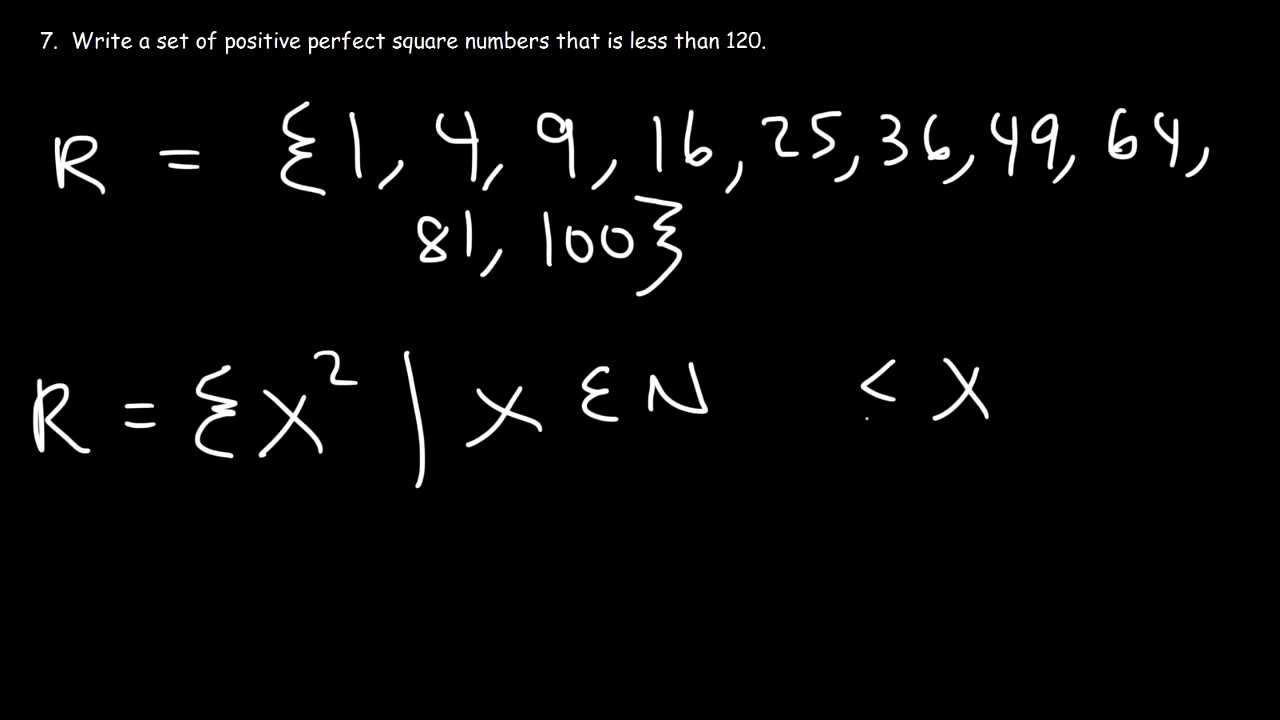 7. Write a set of positive perfect square numbers that is less than 120.
R = {1, 4, 9, 16, 25, 36, 49, 64,
81, 100}
R = {x² | x ∈ N < x